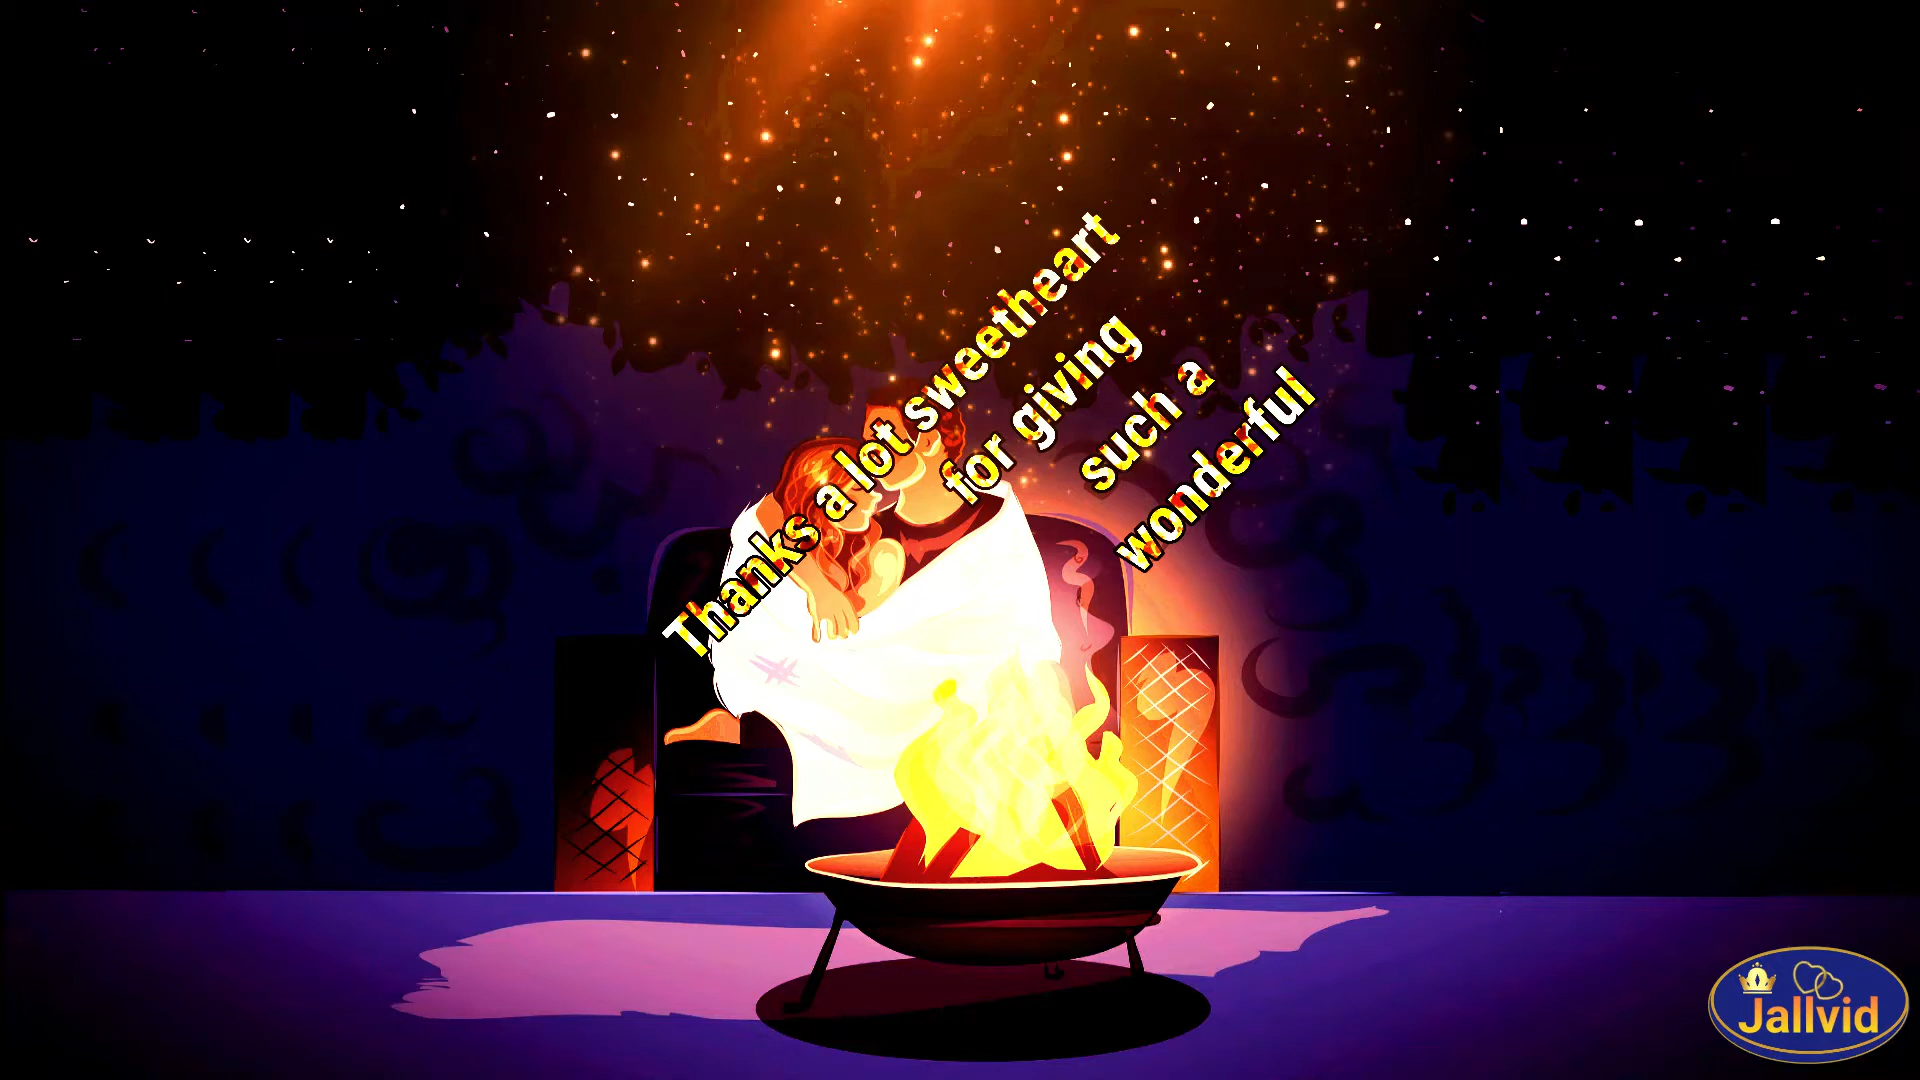 Thanks a lot sweetheart
for giving
such a
wonderful
Jallvid